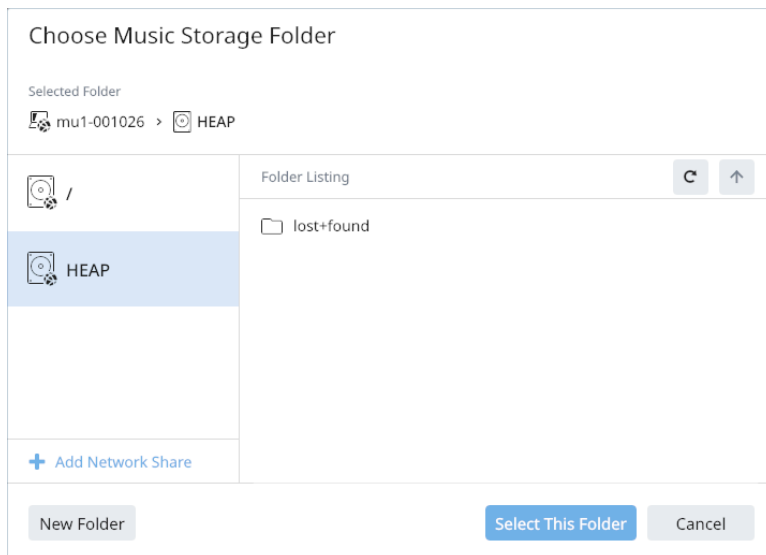 Choose Music Storage Folder
Selected Folder
mu1-001026 > HEAP
/
Folder Listing
lost+found
HEAP
+ Add Network Share
New Folder
Select This Folder
Cancel